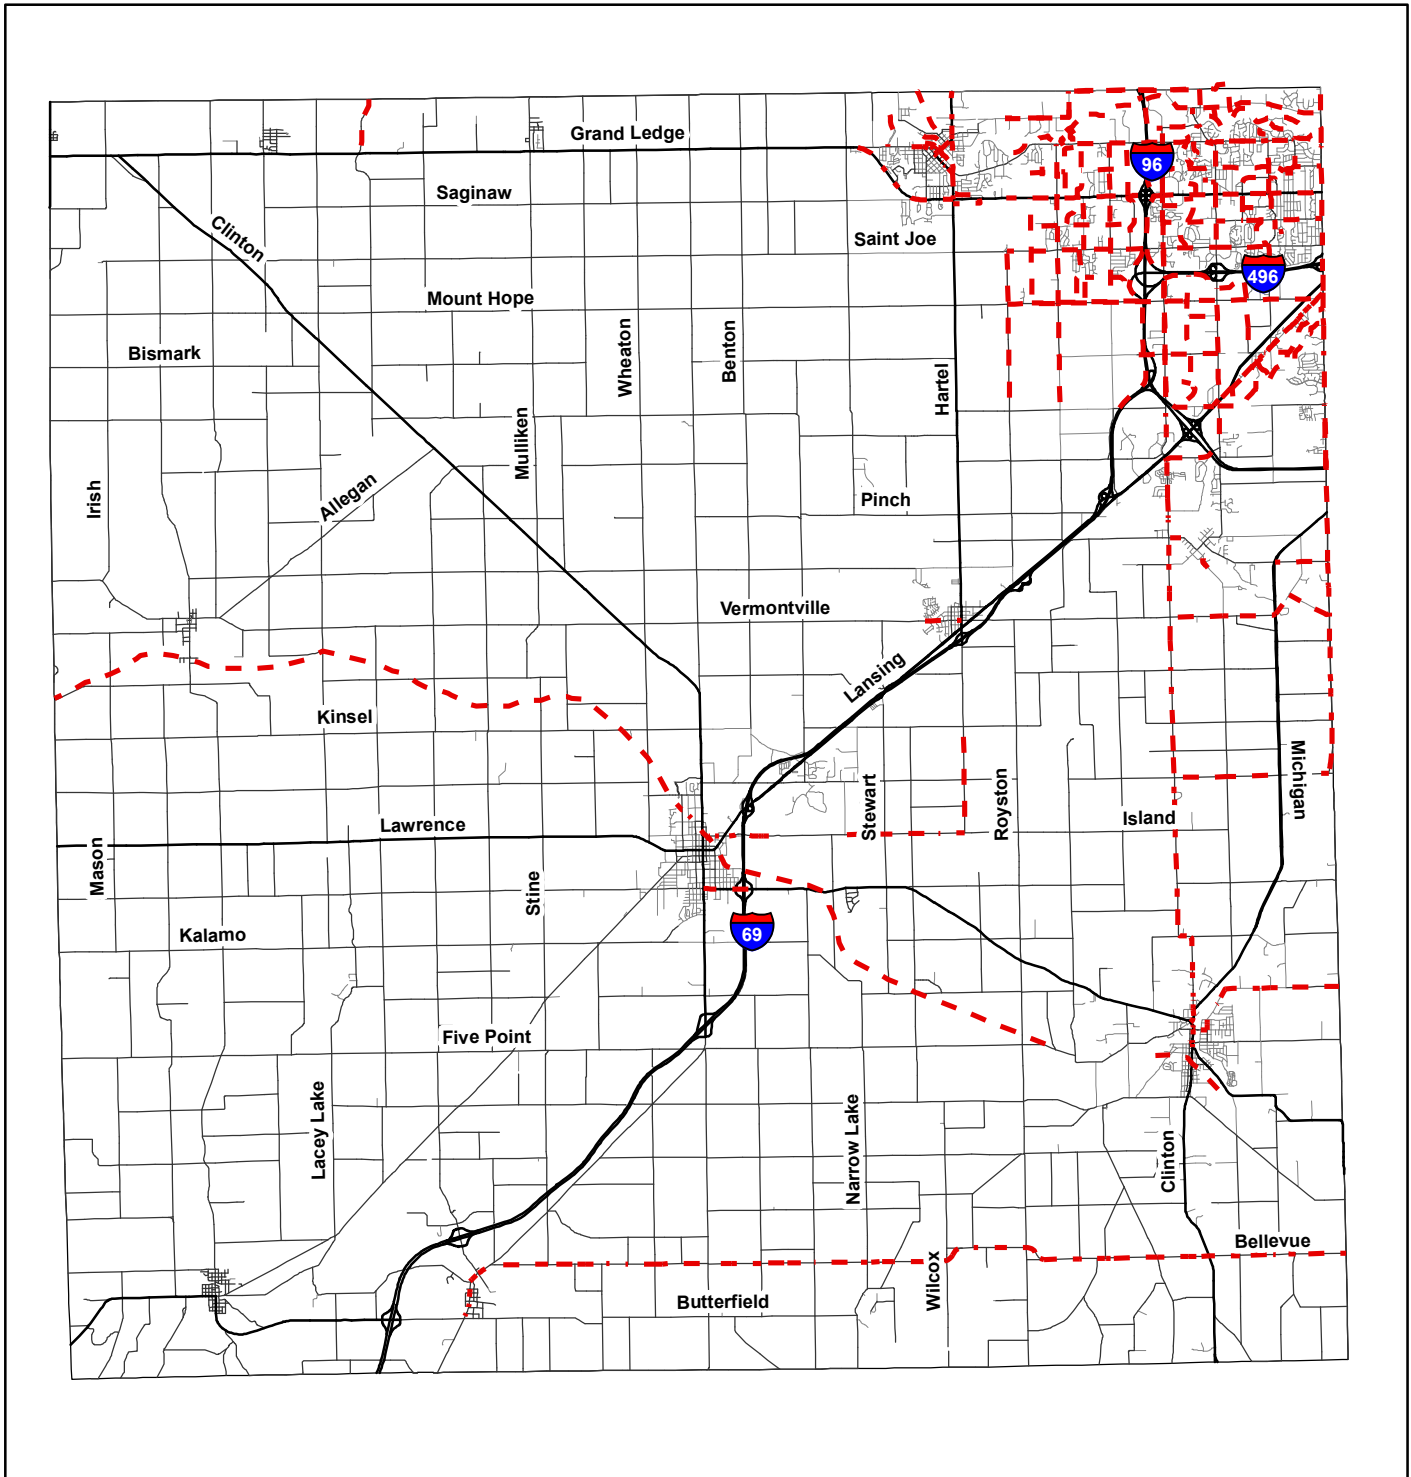 Grand Ledge
96
Saginaw
Clinton
Saint Joe
496
Mount Hope
Bismark
Wheaton
Benton
Hartel
Mulliken
Irish
Allegan
Pinch
Vermontville
Lansing
Kinsel
Michigan
Stewart
Royston
Island
Lawrence
Mason
Stine
69
Kalamo
Five Point
Lacey Lake
Narrow Lake
Clinton
Bellevue
Wilcox
Butterfield